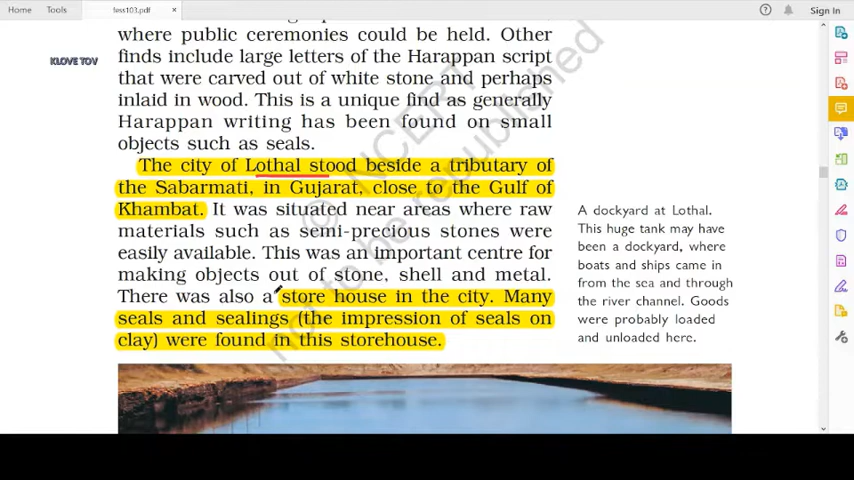 Home Tools fess103.pdf × Sign In
where public ceremonies could be held. Other
KLOVE TOV
finds include large letters of the Harappan script
that were carved out of white stone and perhaps
inlaid in wood. This is a unique find as generally
Harappan writing has been found on small
objects such as seals.
The city of Lothal stood beside a tributary of
the Sabarmati, in Gujarat, close to the Gulf of
Khambat. It was situated near areas where raw
materials such as semi-precious stones were
easily available. This was an important centre for
making objects out of stone, shell and metal.
There was also a store house in the city. Many
seals and sealings (the impression of seals on
clay) were found in this storehouse.
A dockyard at Lothal.
This huge tank may have
been a dockyard, where
boats and ships came in
from the sea and through
the river channel. Goods
were probably loaded
and unloaded here.
© NCERT
not to be republished